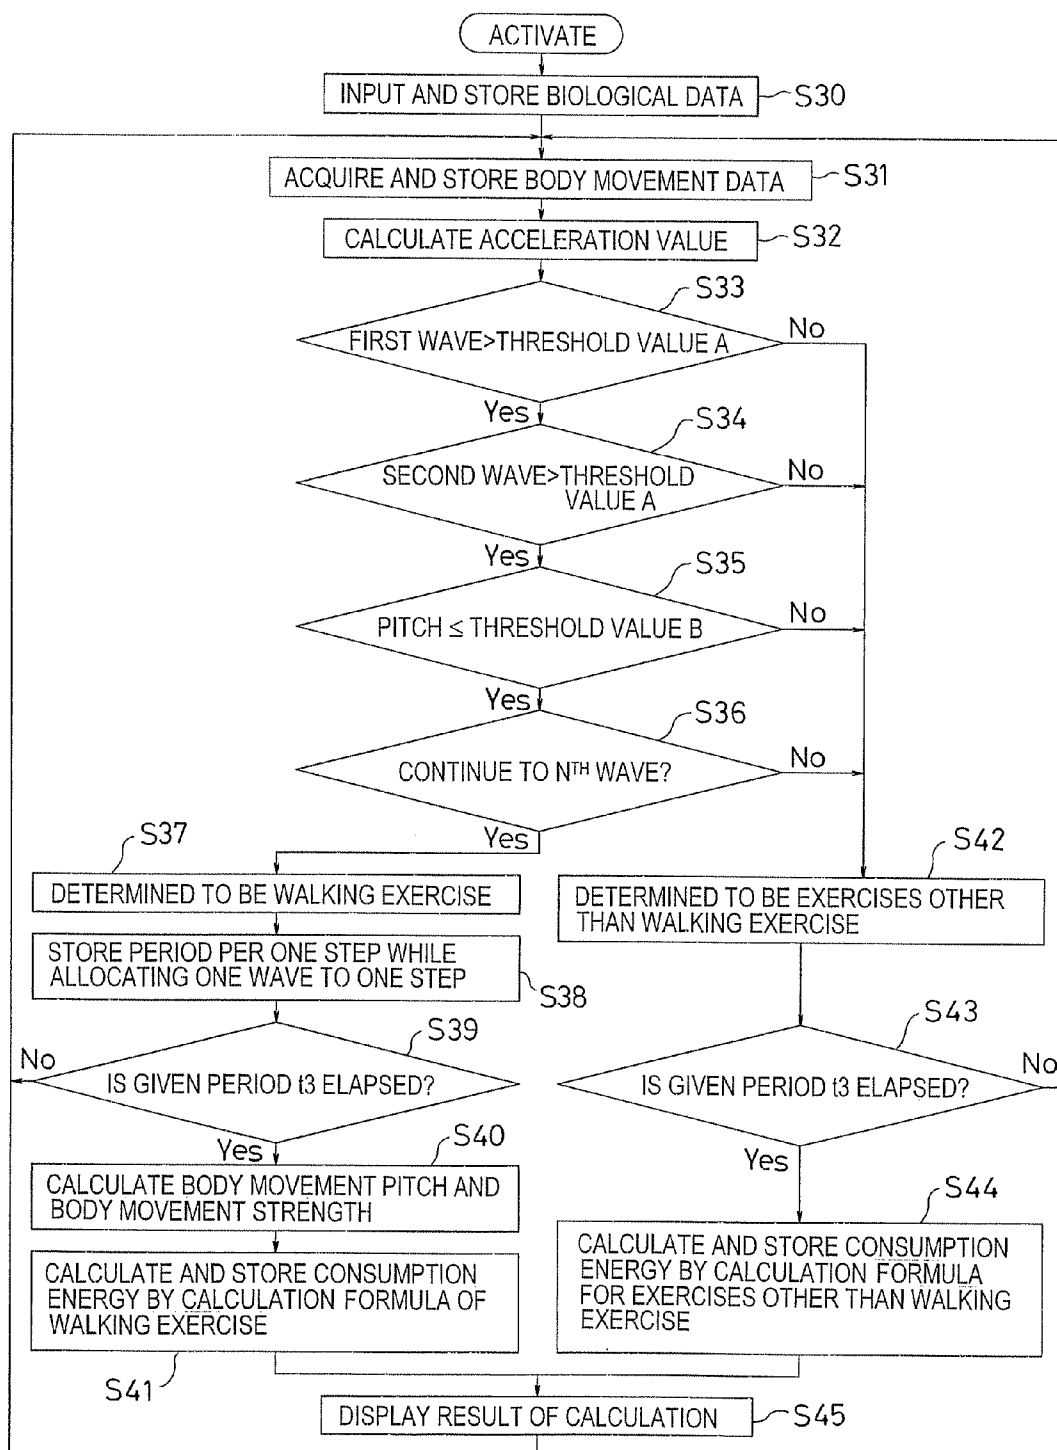 ACTIVATE
INPUT AND STORE BIOLOGICAL DATA
S30
ACQUIRE AND STORE BODY MOVEMENT DATA
S31
CALCULATE ACCELERATION VALUE
S32
S33
FIRST WAVE>THRESHOLD VALUE A
No
Yes
S34
SECOND WAVE>THRESHOLD
VALUE A
No
Yes
S35
PITCH ≤ THRESHOLD VALUE B
No
Yes
S36
CONTINUE TO NTH WAVE?
No
Yes
S37
DETERMINED TO BE WALKING EXERCISE
STORE PERIOD PER ONE STEP WHILE
ALLOCATING ONE WAVE TO ONE STEP
S38
S39
No
IS GIVEN PERIOD t3 ELAPSED?
Yes
S40
CALCULATE BODY MOVEMENT PITCH AND
BODY MOVEMENT STRENGTH
CALCULATE AND STORE CONSUMPTION
ENERGY BY CALCULATION FORMULA OF
WALKING EXERCISE
S41
S42
DETERMINED TO BE EXERCISES OTHER
THAN WALKING EXERCISE
S43
No
IS GIVEN PERIOD t3 ELAPSED?
Yes
S44
CALCULATE AND STORE CONSUMPTION
ENERGY BY CALCULATION FORMULA
FOR EXERCISES OTHER THAN WALKING
EXERCISE
DISPLAY RESULT OF CALCULATION
S45